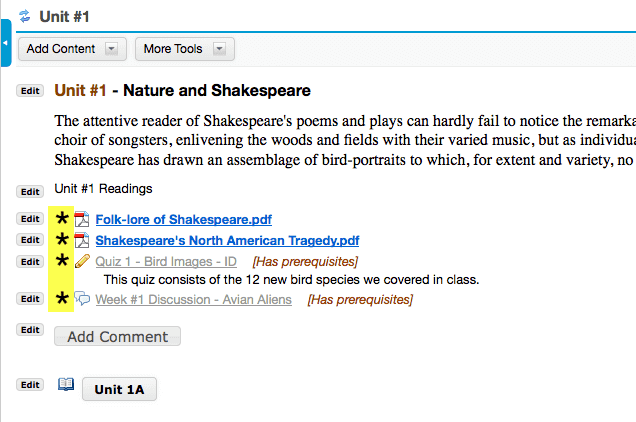 Unit #1
Add Content More Tools
Edit Unit #1 - Nature and Shakespeare
The attentive reader of Shakespeare's poems and plays can hardly fail to notice the
choir of songsters, enlivening the woods and fields with their varied music, but as
Shakespeare has drawn an assemblage of bird-portraits to which, for extent and variety, no
Edit Unit #1 Readings
Edit * Folk-lore of Shakespeare.pdf
Edit * Shakespeare's North American Tragedy.pdf
Edit * Quiz 1 - Bird Images - ID [Has prerequisites]
This quiz consists of the 12 new bird species we covered in class.
Edit * Week #1 Discussion - Avian Aliens [Has prerequisites]
Edit Add Comment
Edit Unit 1A